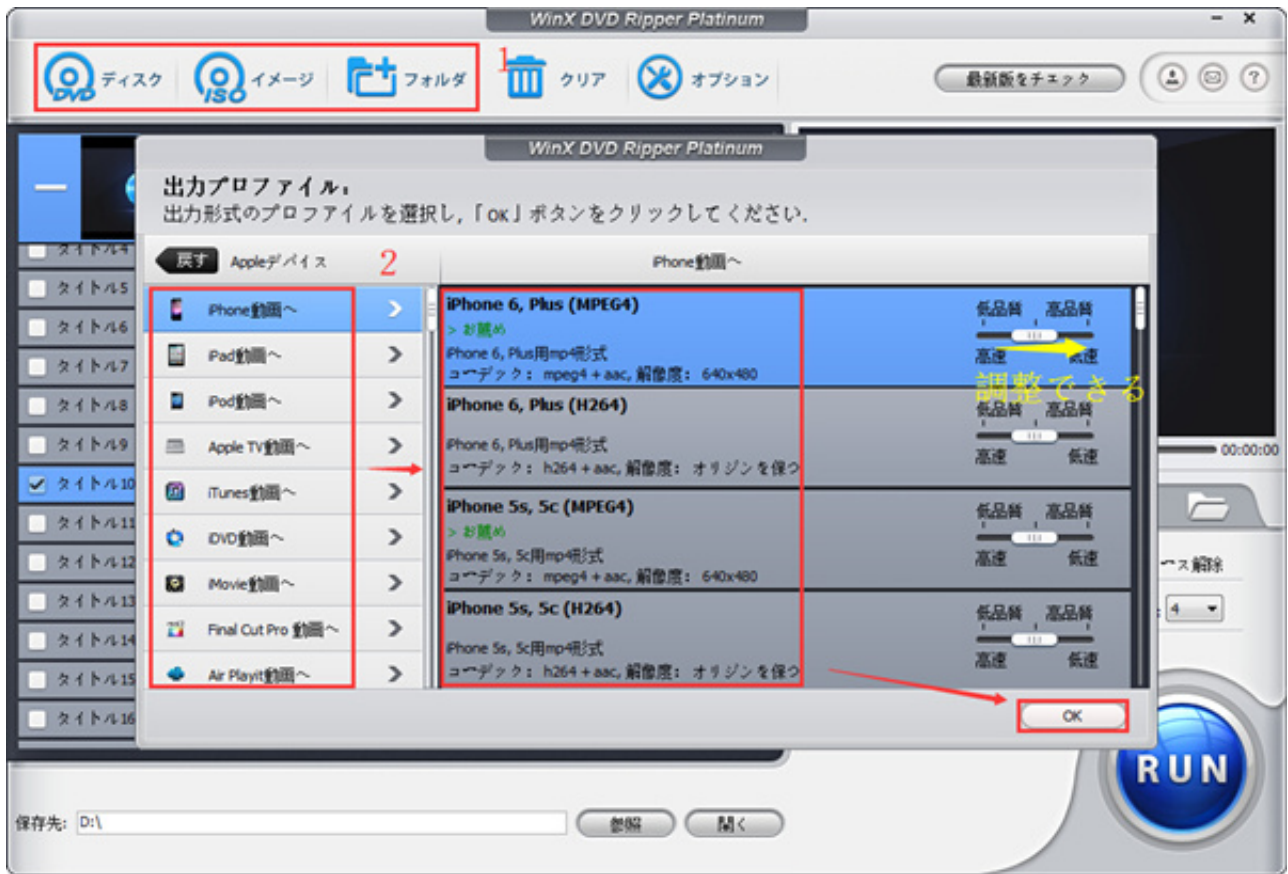 WinX DVD Ripper Platinum
ディスク
イメージ
フォルダ
1
クリア
オプション
最新版をチェック
DVD
ISO
?
WinX DVD Ripper Platinum
出力プロファイル:
出力形式のプロファイルを選択し,「OK」ボタンをクリックしてください.
戻す
Appleデバイス
2
iPhone動画へ
iPhone動画へ
iPad動画へ
iPod動画へ
Apple TV動画へ
iTunes動画へ
iDVD動画へ
iMovie動画へ
Final Cut Pro 動画へ
Air Playit動画へ
iPhone 6, Plus (MPEG4)
> お薦め
iPhone 6, Plus用mp4形式
コーデック: mpeg4 + aac, 解像度: 640x480
低品質 高品質
高速 低速
調整できる
iPhone 6, Plus (H264)
iPhone 6, Plus用mp4形式
コーデック: h264 + aac, 解像度: オリジンを保つ
低品質 高品質
高速 低速
iPhone 5s, 5c (MPEG4)
> お薦め
iPhone 5s, 5c用mp4形式
コーデック: mpeg4 + aac, 解像度: 640x480
低品質 高品質
高速 低速
iPhone 5s, 5c (H264)
iPhone 5s, 5c用mp4形式
コーデック: h264 + aac, 解像度: オリジンを保つ
低品質 高品質
高速 低速
OK
タイトル4
タイトル5
タイトル6
タイトル7
タイトル8
タイトル9
タイトル10
タイトル11
タイトル12
タイトル13
タイトル14
タイトル15
タイトル16
00:00:00
ース解除
: 4
RUN
保存先: D:\
参照
開く